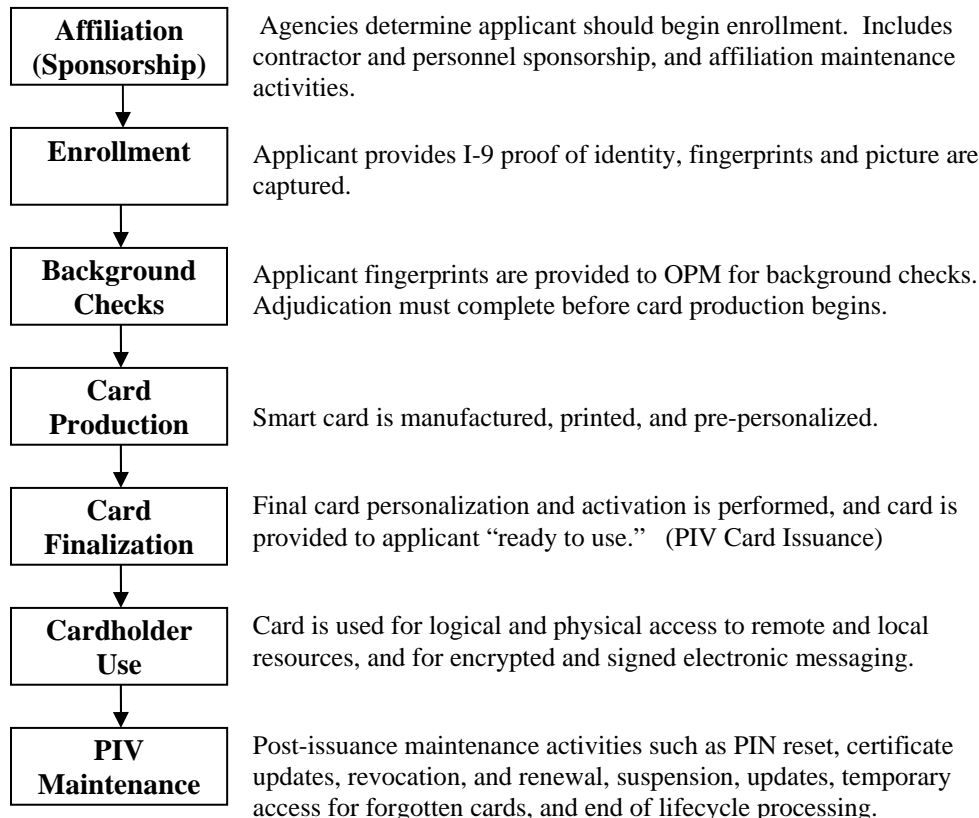 Affiliation
(Sponsorship)
Agencies determine applicant should begin enrollment. Includes
contractor and personnel sponsorship, and affiliation maintenance
activities.
Enrollment
Applicant provides I-9 proof of identity, fingerprints and picture are
captured.
Background
Checks
Applicant fingerprints are provided to OPM for background checks.
Adjudication must complete before card production begins.
Card
Production
Smart card is manufactured, printed, and pre-personalized.
Card
Finalization
Final card personalization and activation is performed, and card is
provided to applicant “ready to use.” (PIV Card Issuance)
Cardholder
Use
Card is used for logical and physical access to remote and local
resources, and for encrypted and signed electronic messaging.
PIV
Maintenance
Post-issuance maintenance activities such as PIN reset, certificate
updates, revocation, and renewal, suspension, updates, temporary
access for forgotten cards, and end of lifecycle processing.